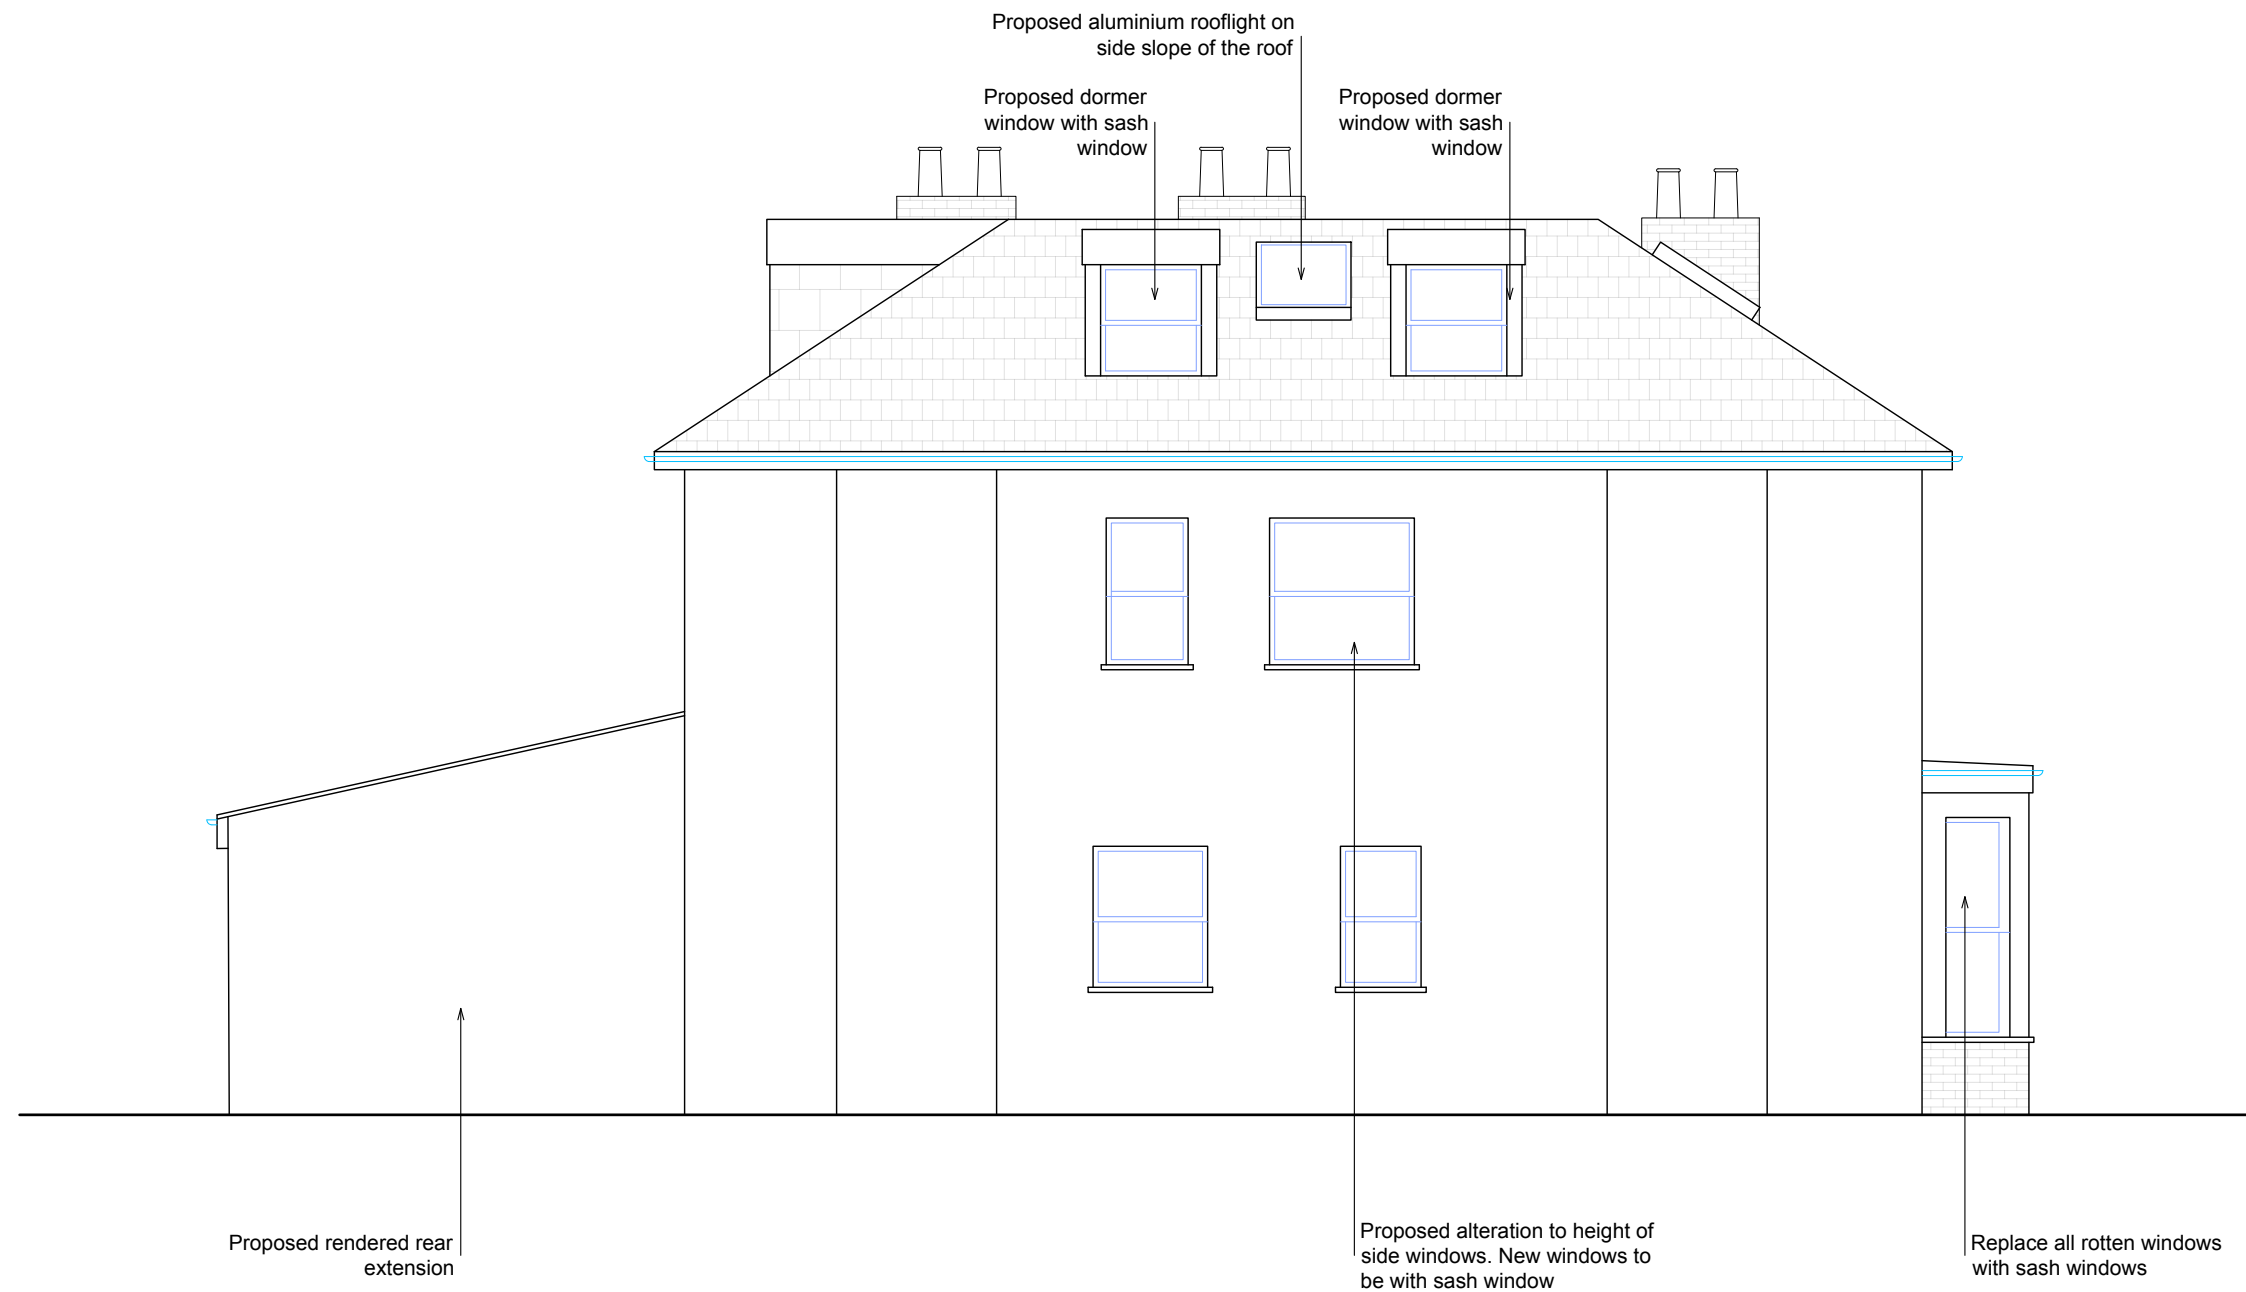 Proposed aluminium rooflight on
side slope of the roof
Proposed dormer
window with sash
window
Proposed dormer
window with sash
window
Proposed rendered rear
extension
Proposed alteration to height of
side windows. New windows to
be with sash window
Replace all rotten windows
with sash windows